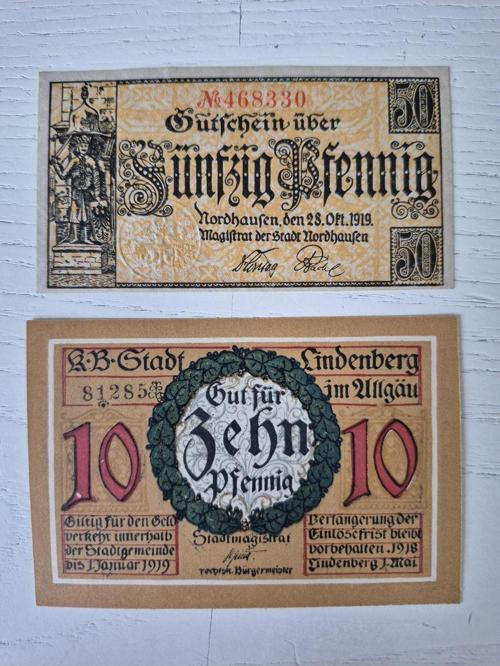 №468330
Gutschein über
Fünfzig Pfennig
50
Nordhausen, den 28. Okt. 1919.
Magistrat der Stadt Nordhausen
50
K.B. Stadt Lindenberg
81285 im Allgäu
Gut für
10 Zehn 10
Pfennig
Gültig für den Geld
verkehr innerhalb
der Stadtgemeinde
bis 1. Januar 1919
Stadtmagistrat
rechtsk. Bürgermeister
Verlängerung der
Einlösefrist bleibt
vorbehalten. 1918
Lindenberg 1. Mai